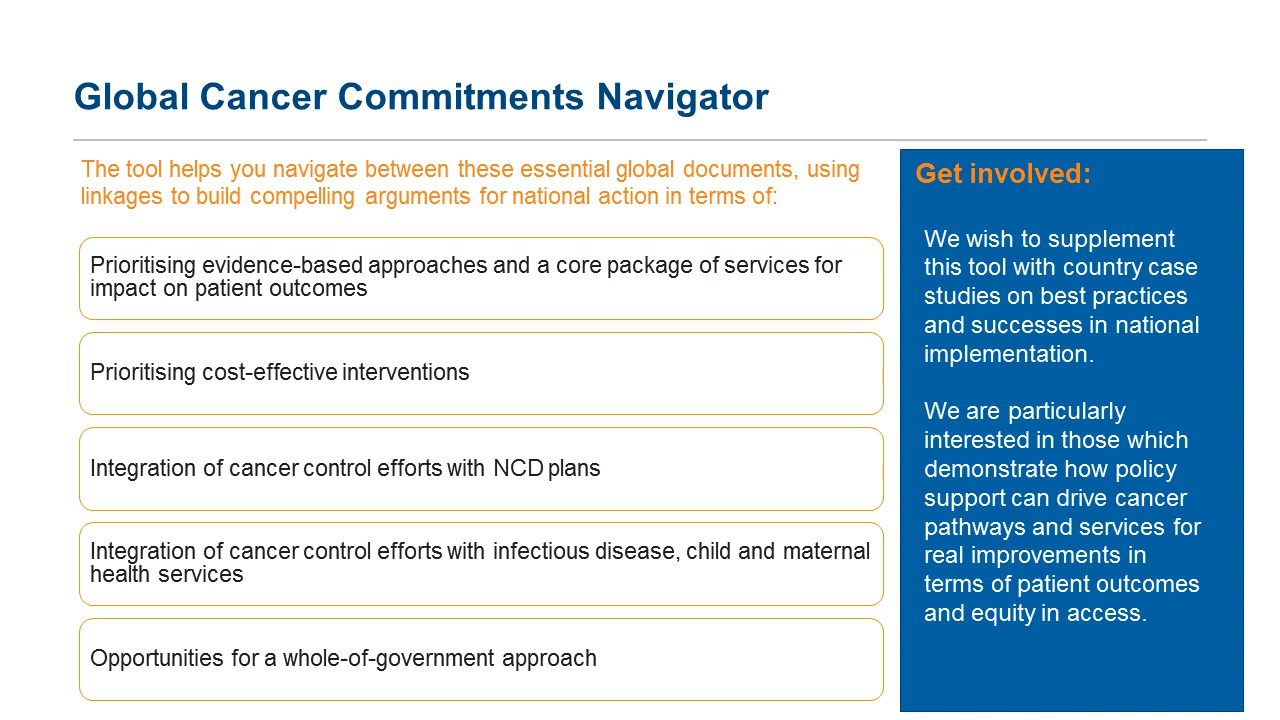 Global Cancer Commitments Navigator
The tool helps you navigate between these essential global documents, using
linkages to build compelling arguments for national action in terms of:
Prioritising evidence-based approaches and a core package of services for
impact on patient outcomes
Prioritising cost-effective interventions
Integration of cancer control efforts with NCD plans
Integration of cancer control efforts with infectious disease, child and maternal
health services
Opportunities for a whole-of-government approach
Get involved:
We wish to supplement
this tool with country case
studies on best practices
and successes in national
implementation.
We are particularly
interested in those which
demonstrate how policy
support can drive cancer
pathways and services for
real improvements in
terms of patient outcomes
and equity in access.